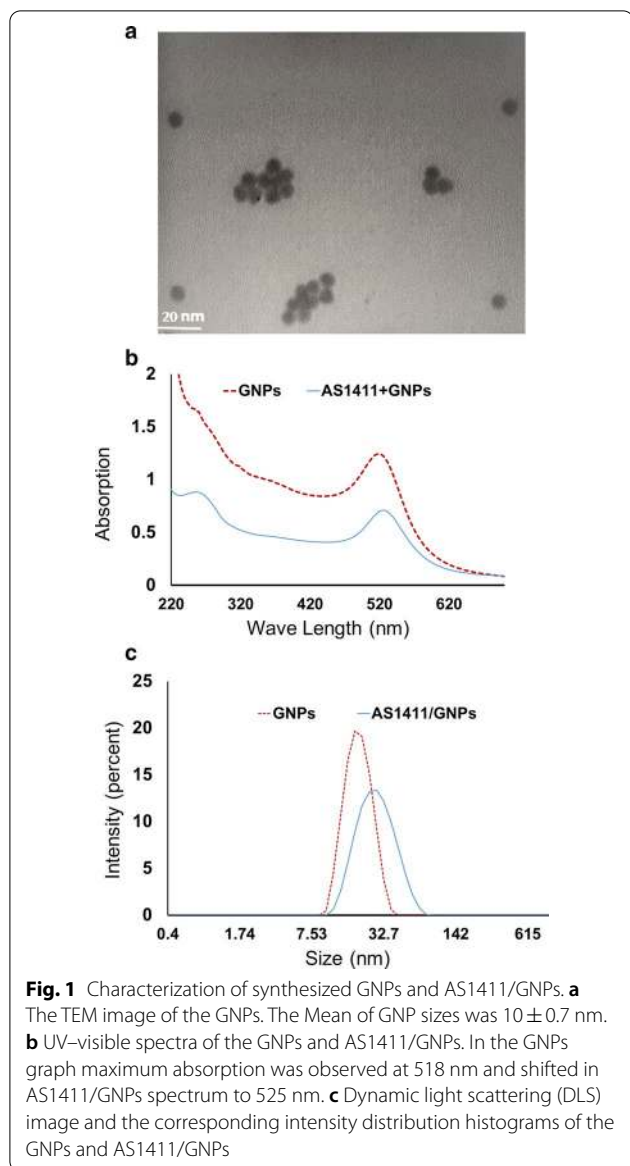 a
20 nm
b
2
GNPs AS1411+GNPs
1.5
1
0.5
0
Absorption
220 320 420 520 620
Wave Length (nm)
c
25
GNPs AS1411/GNPs
20
15
10
5
0
Intensity (percent)
0.4 1.74 7.53 32.7 142 615
Size (nm)
Fig. 1 Characterization of synthesized GNPs and AS1411/GNPs. a
The TEM image of the GNPs. The Mean of GNP sizes was 10 ± 0.7 nm.
b UV–visible spectra of the GNPs and AS1411/GNPs. In the GNPs
graph maximum absorption was observed at 518 nm and shifted in
AS1411/GNPs spectrum to 525 nm. c Dynamic light scattering (DLS)
image and the corresponding intensity distribution histograms of the
GNPs and AS1411/GNPs